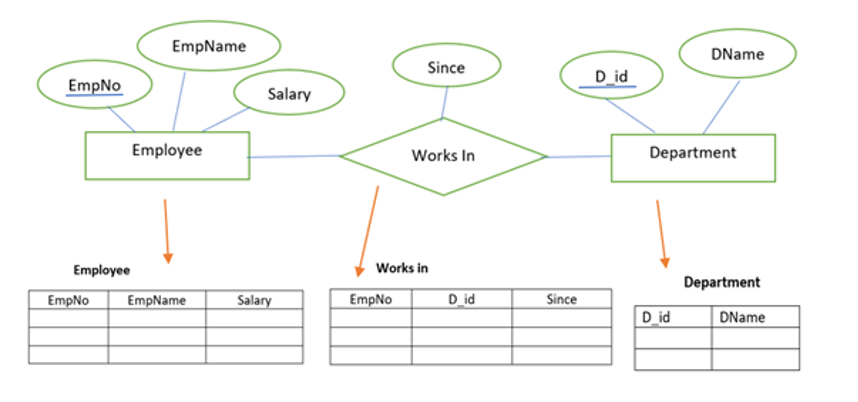 EmpName
DName
Since
D_id
EmpNo
Salary
Employee
Works In
Department
Employee
Works in
Department
EmpNo EmpName Salary
EmpNo D_id Since
D_id DName